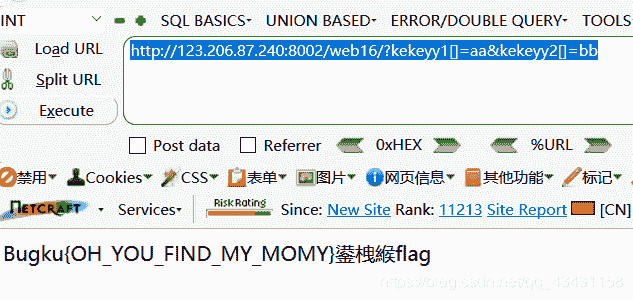 INT SQL BASICS UNION BASED ERROR/DOUBLE QUERY TOOLS
Load URL http://123.206.87.240:8002/web16/?kekeyy1[]=aa&kekeyy2[]=bb
Split URL
Execute
Post data Referrer 0xHEX %URL
禁用 Cookies CSS 表单 图片 网页信息 其他功能 标记
NETCRAFT Services Risk Rating Since: New Site Rank: 11213 Site Report [CN]
Bugku{OH_YOU_FIND_MY_MOMY}鍙栧緱flag
https://blog.csdn.net/qq_43431158